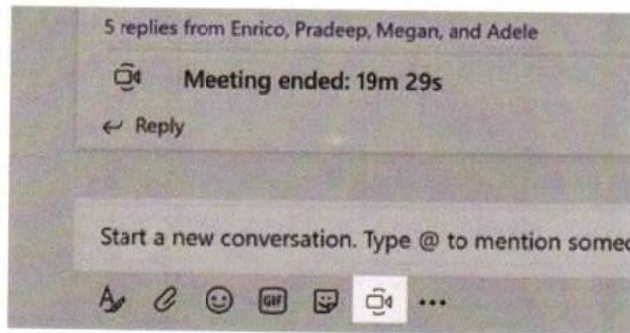 5 replies from Enrico, Pradeep, Megan, and Adele
Meeting ended: 19m 29s
Reply
Start a new conversation. Type @ to mention
GIF